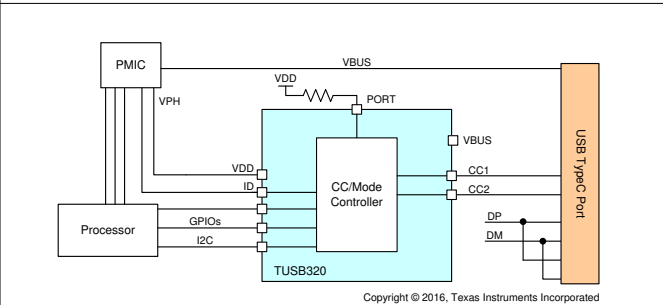 PMIC
VBUS
VDD
VPH
PORT
VBUS
VDD
CC1
ID
CC2
CC/Mode
Controller
USB TypeC Port
Processor
GPIOs
I2C
DP
DM
TUSB320
Copyright © 2016, Texas Instruments Incorporated